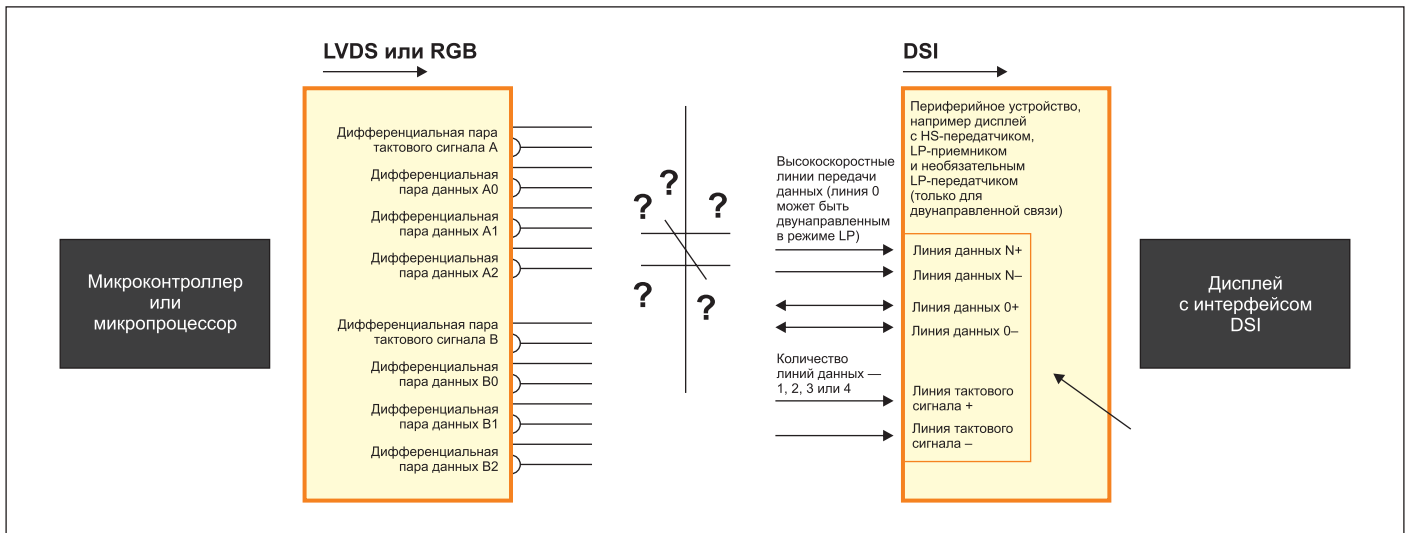 LVDS или RGB
DSI
Микроконтроллер
или
микропроцессор
Дифференциальная пара
тактового сигнала A
Дифференциальная
пара данных A0
Дифференциальная
пара данных A1
Дифференциальная
пара данных A2
Дифференциальная пара
тактового сигнала B
Дифференциальная
пара данных B0
Дифференциальная
пара данных B1
Дифференциальная
пара данных B2
?
?
?
?
?
Высокоскоростные
линии передачи
данных (линия 0
может быть
двунаправленным
в режиме LP)
Количество
линий данных —
1, 2, 3 или 4
Периферийное устройство,
например дисплей
с HS-передатчиком,
LP-приемником
и необязательным
LP-передатчиком
(только для
двунаправленной связи)
Линия данных N+
Линия данных N–
Линия данных 0+
Линия данных 0–
Линия тактового
сигнала +
Линия тактового
сигнала –
Дисплей
с интерфейсом
DSI